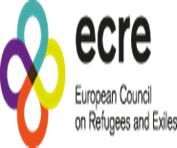 ecre
European Council
on Refugees and Exiles